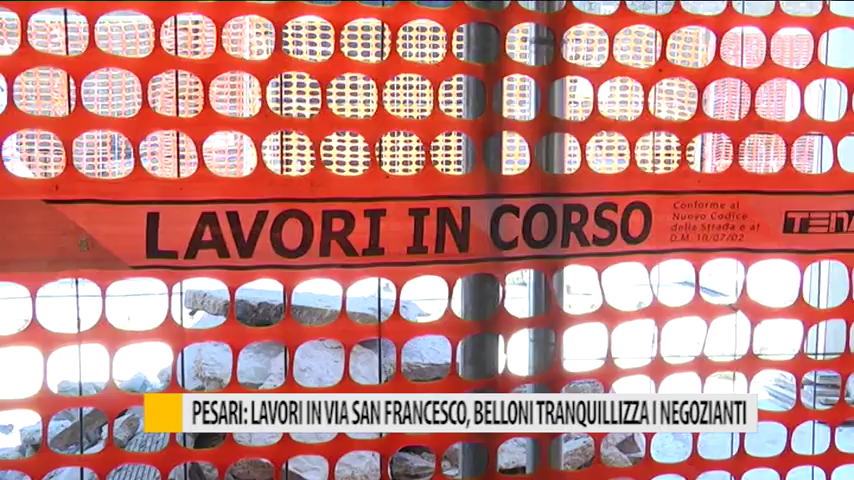 LAVORI IN CORSO
Conforme al
Nuovo Codice
della Strada e al
D.M. 10/07/02
PESARI: LAVORI IN VIA SAN FRANCESCO, BELLONI TRANQUILLIZZA I NEGOZIANTI